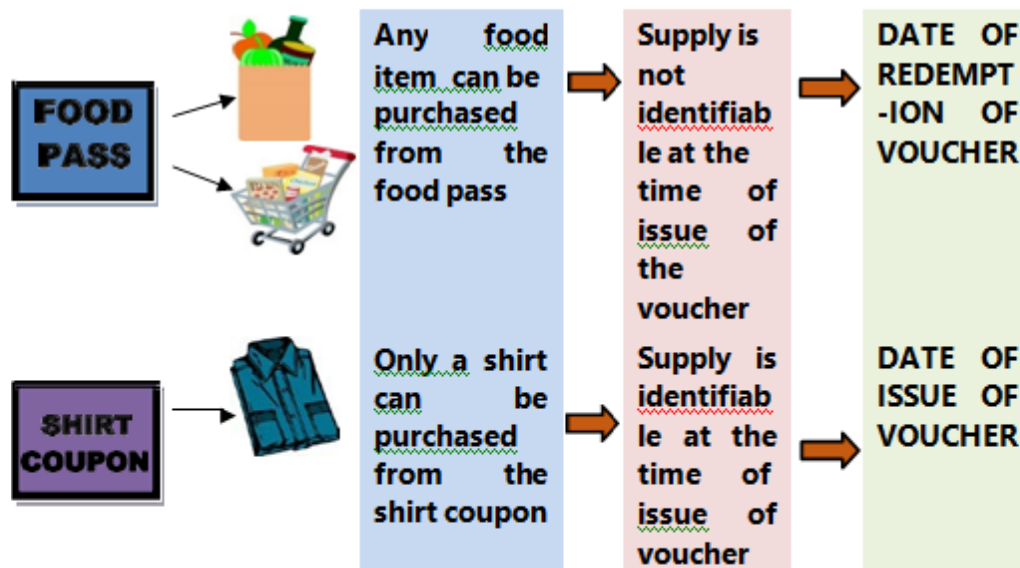 FOOD
PASS
Any food
item can be
purchased
from the
food pass
Supply is
not
identifiab
le at the
time of
issue of
the
voucher
DATE OF
REDEMPT
-ION OF
VOUCHER
SHIRT
COUPON
Only a shirt
can be
purchased
from the
shirt coupon
Supply is
identifiab
le at the
time of
issue of
voucher
DATE OF
ISSUE OF
VOUCHER